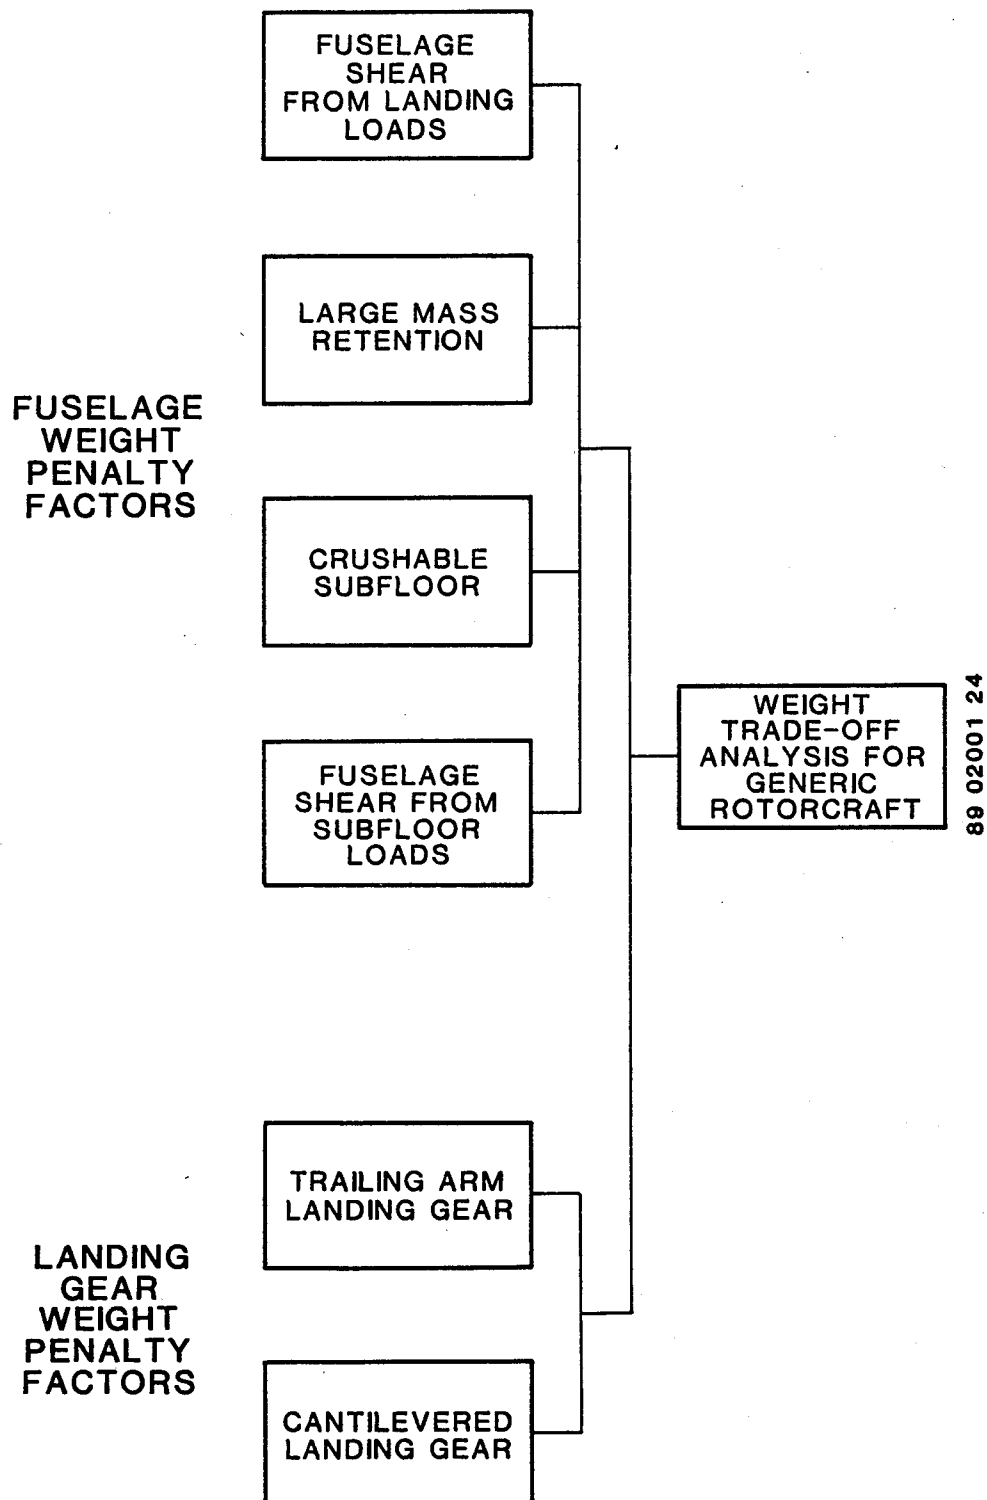 FUSELAGE
SHEAR
FROM LANDING
LOADS
LARGE MASS
RETENTION
FUSELAGE
WEIGHT
PENALTY
FACTORS
CRUSHABLE
SUBFLOOR
FUSELAGE
SHEAR FROM
SUBFLOOR
LOADS
WEIGHT
TRADE-OFF
ANALYSIS FOR
GENERIC
ROTORCRAFT
89 02001 24
TRAILING ARM
LANDING GEAR
LANDING
GEAR
WEIGHT
PENALTY
FACTORS
CANTILEVERED
LANDING GEAR